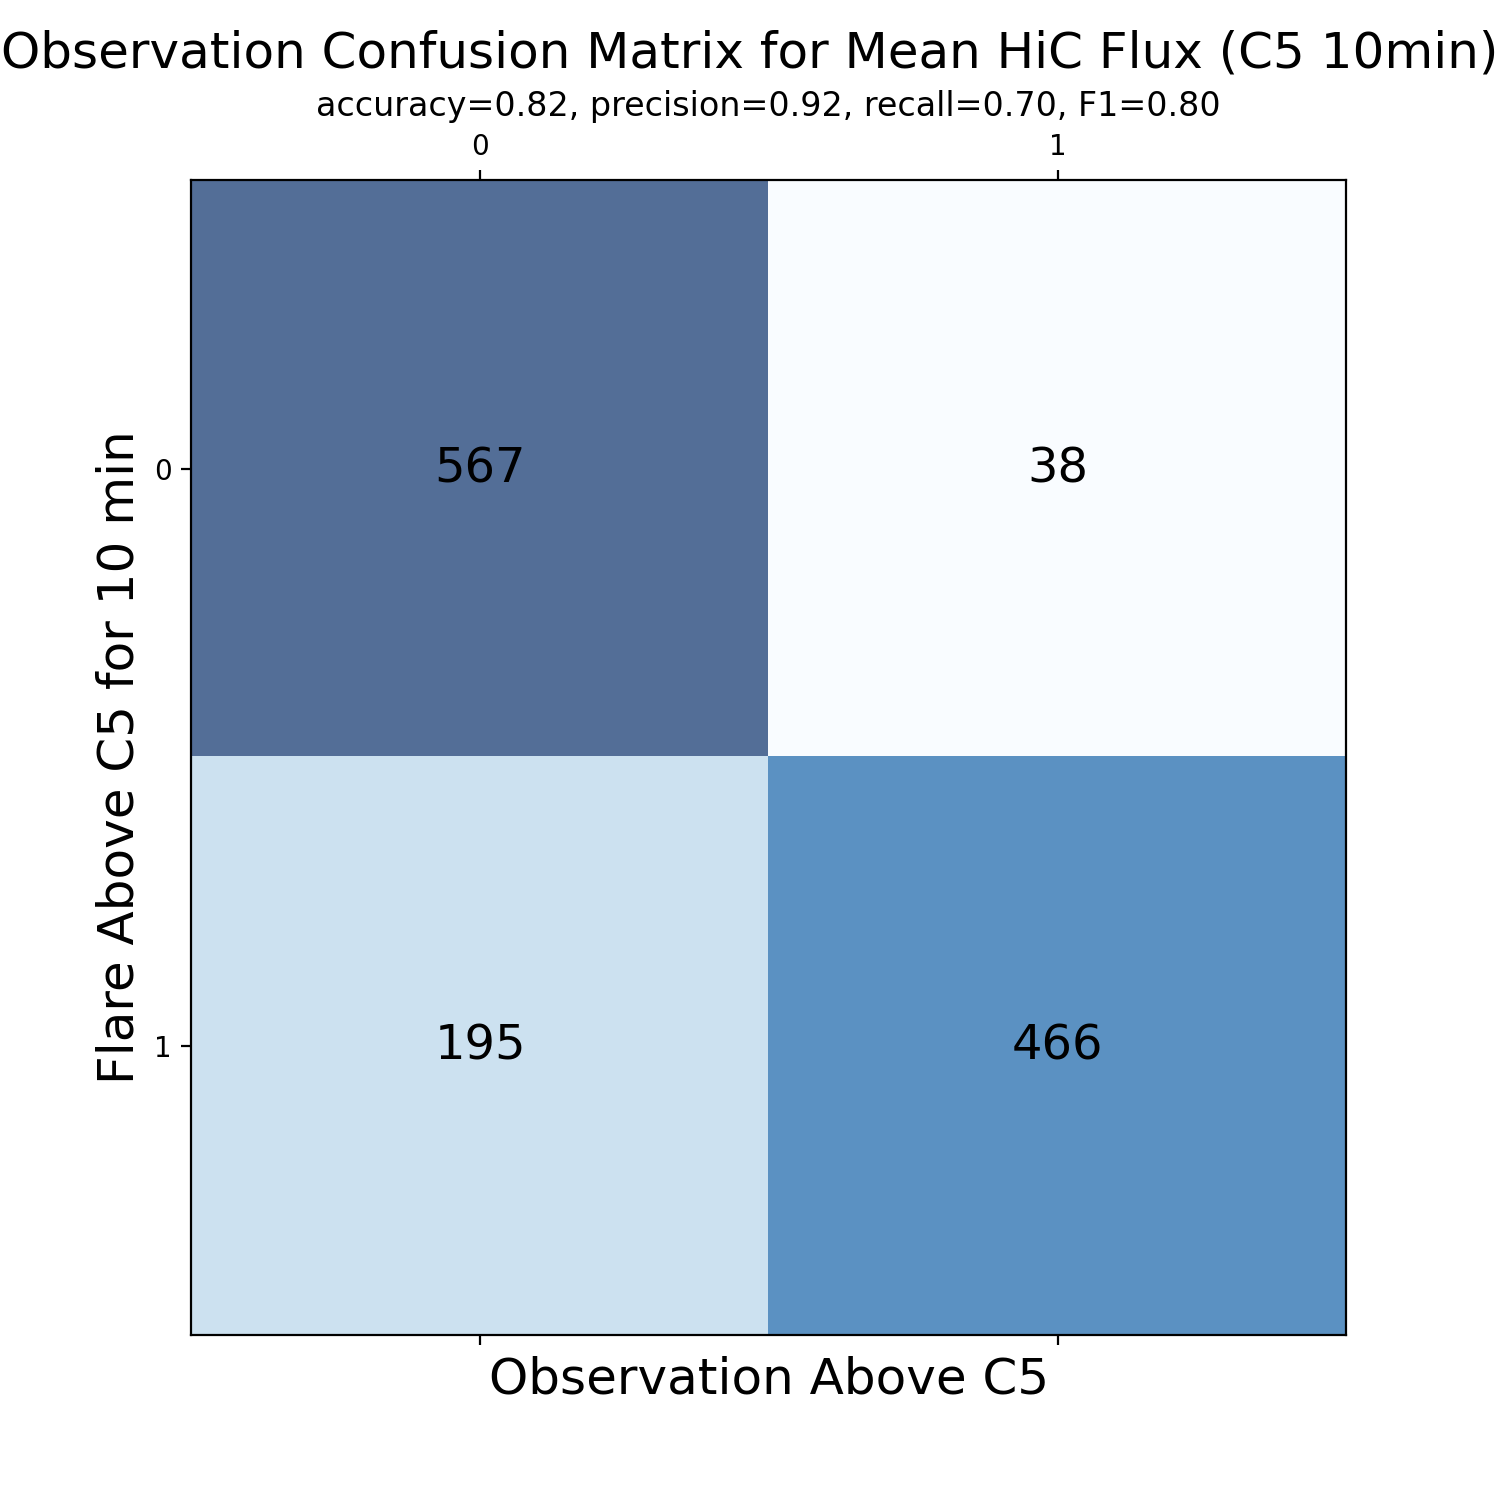 Observation Confusion Matrix for Mean HiC Flux (C5 10min)
accuracy=0.82, precision=0.92, recall=0.70, F1=0.80
0 1
Flare Above C5 for 10 min
0
567 38
1
195 466
Observation Above C5